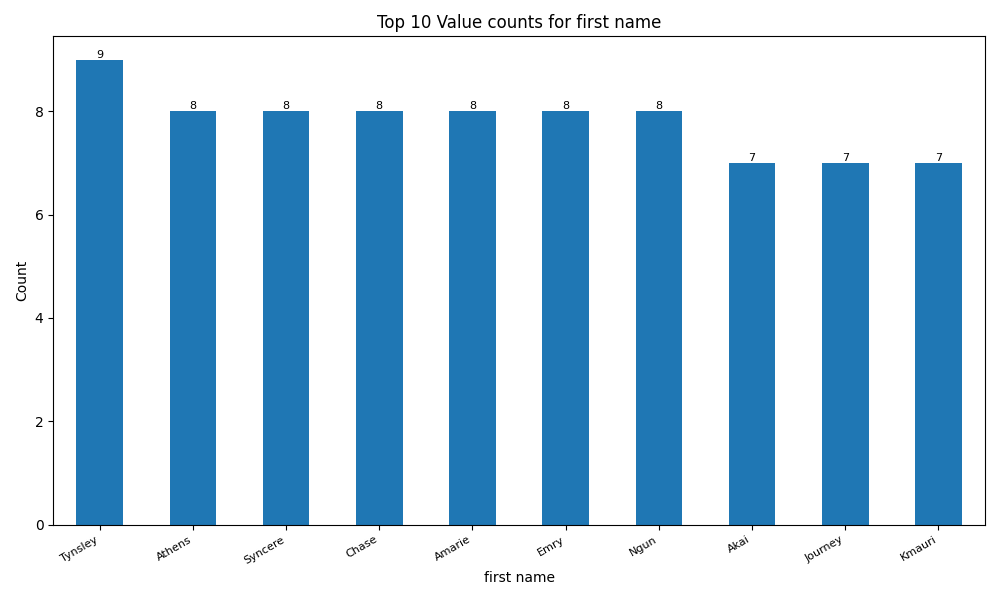 Top 10 Value counts for first name
9
8
8
8
8
8
8
7
7
7
Count
8
6
4
2
0
Tynsley
Athens
Syncere
Chase
Amarie
Emry
Ngun
Akai
Journey
Kmauri
first name